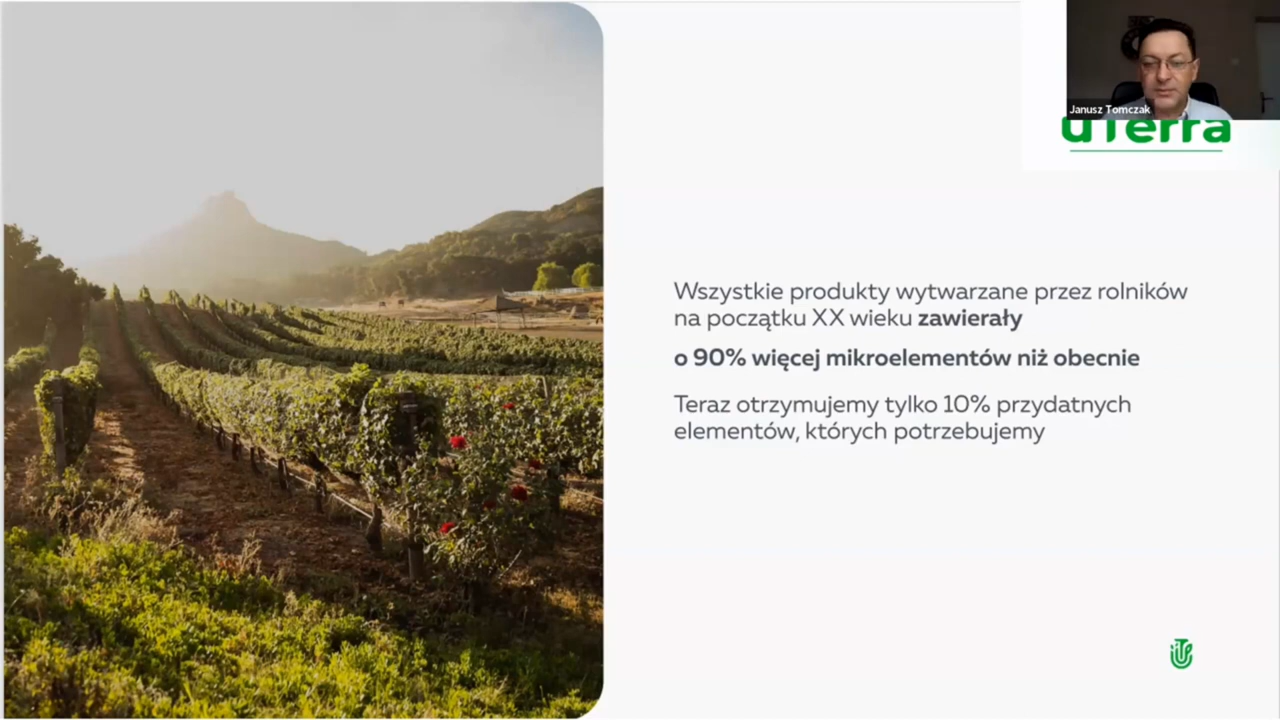 Janusz Tomczak
uTerra
Wszystkie produkty wytwarzane przez rolników
na początku XX wieku zawierały
o 90% więcej mikroelementów niż obecnie
Teraz otrzymujemy tylko 10% przydatnych
elementów, których potrzebujemy